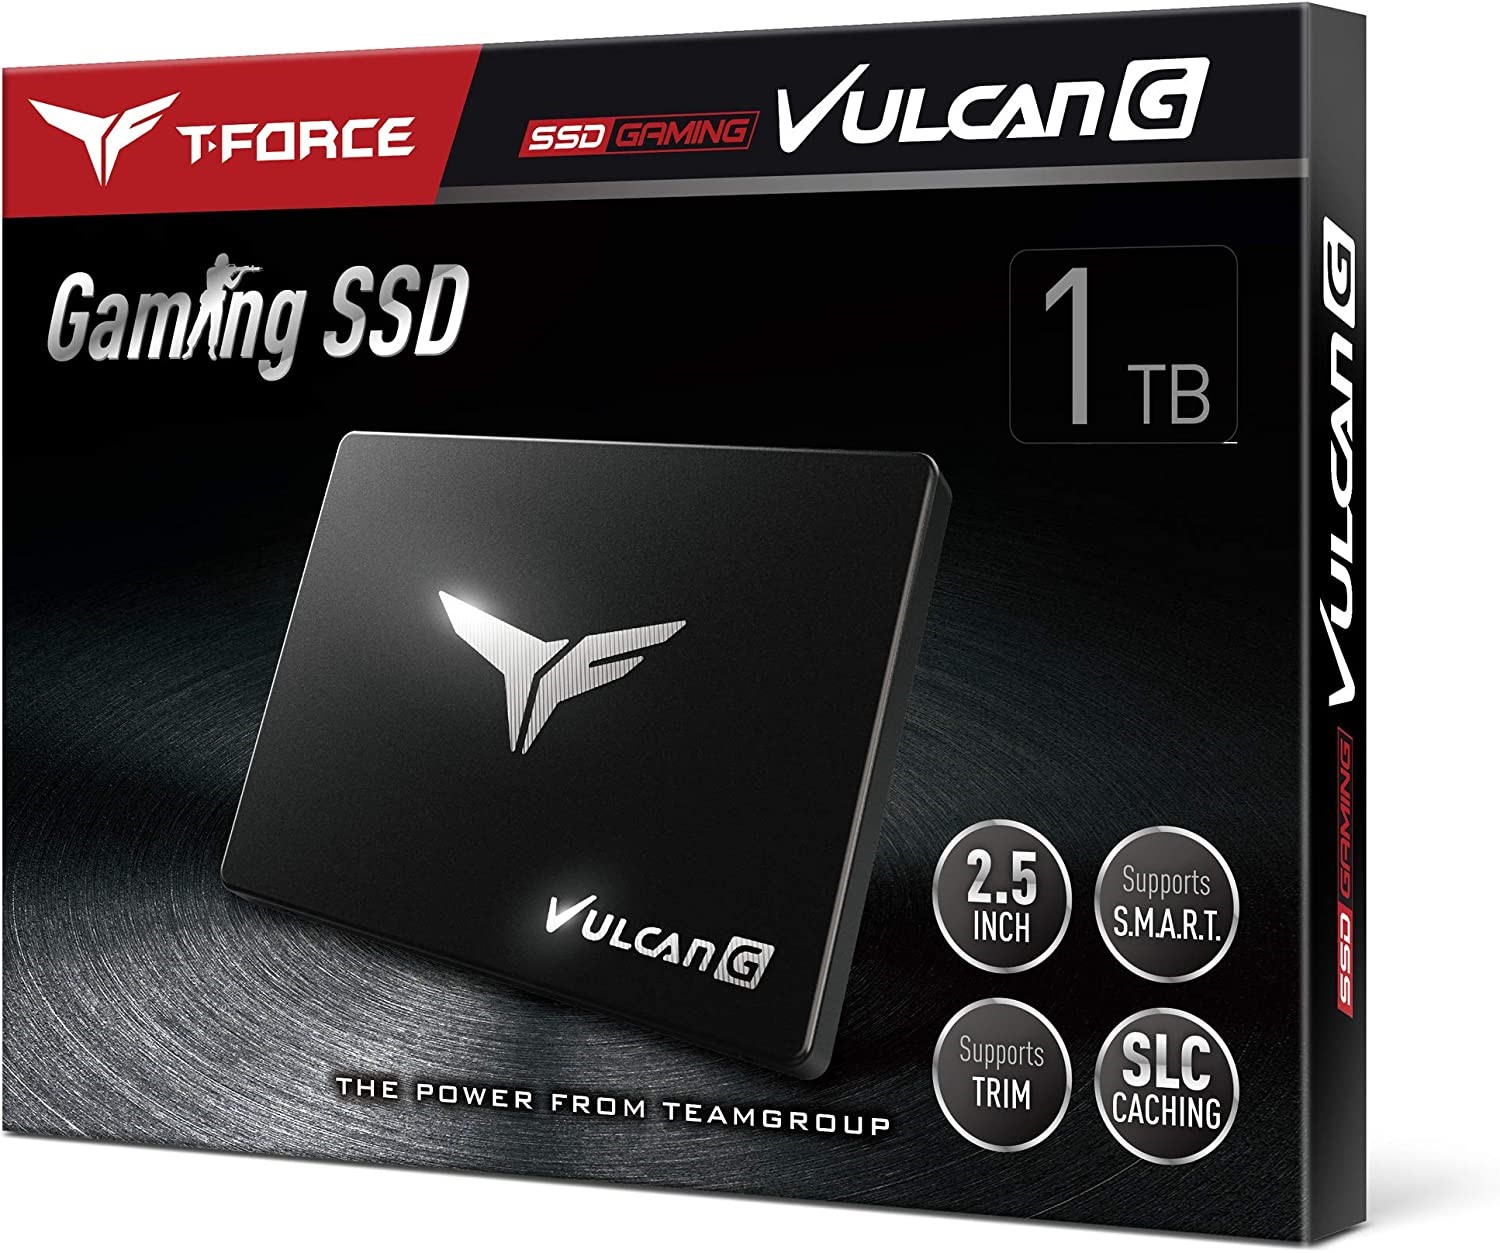 T-FORCE
SSD GAMING VULCAN G
Gaming SSD
1 TB
VULCAN G
2.5
INCH
Supports
S.M.A.R.T.
Supports
TRIM
SLC
CACHING
THE POWER FROM TEAMGROUP
SSD GAMING VULCAN G